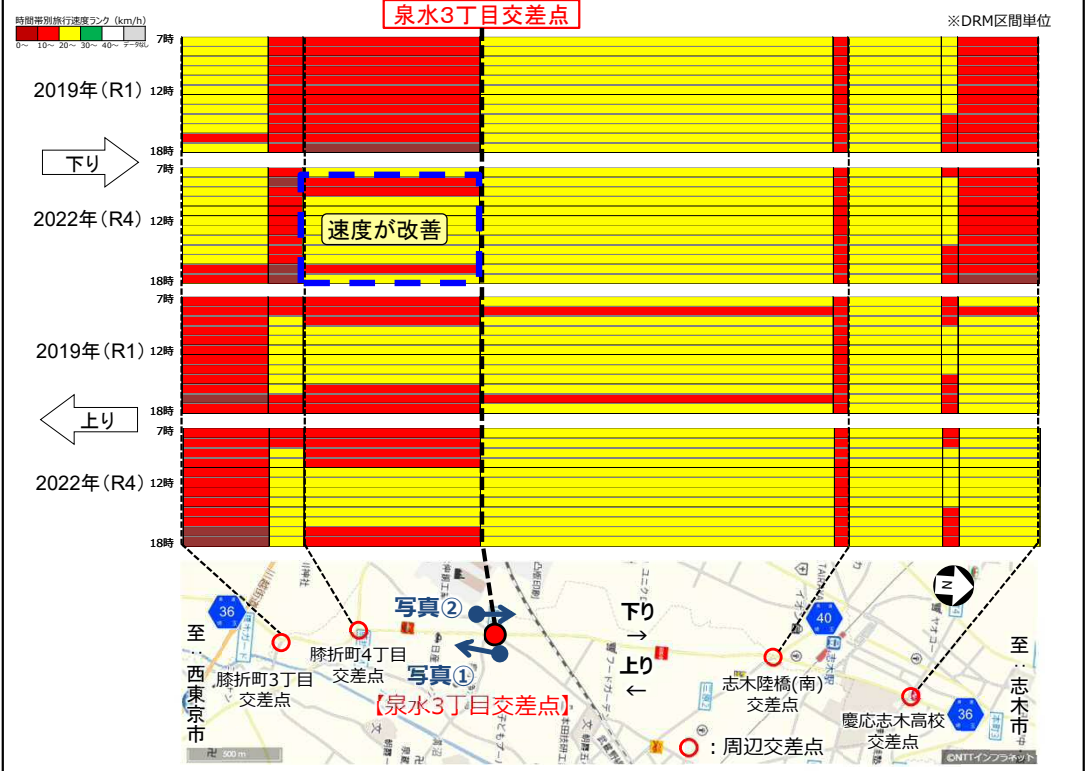 泉水3丁目交差点
※DRM区間単位
時間帯別旅行速度ランク (km/h)
0～ 10～ 20～ 30～ 40～ データなし
2019年(R1)
7時
12時
18時
下り
2022年(R4)
7時
12時
18時
速度が改善
2019年(R1)
7時
12時
18時
上り
2022年(R4)
7時
12時
18時
36
至：西東京市
膝折町3丁目
交差点
膝折町4丁目
交差点
写真②
写真①
【泉水3丁目交差点】
下り
→
上り
←
40
N
志木陸橋(南)
交差点
慶応志木高校
交差点
36
至：志木市
○：周辺交差点
500 m
©NTTインフラネット